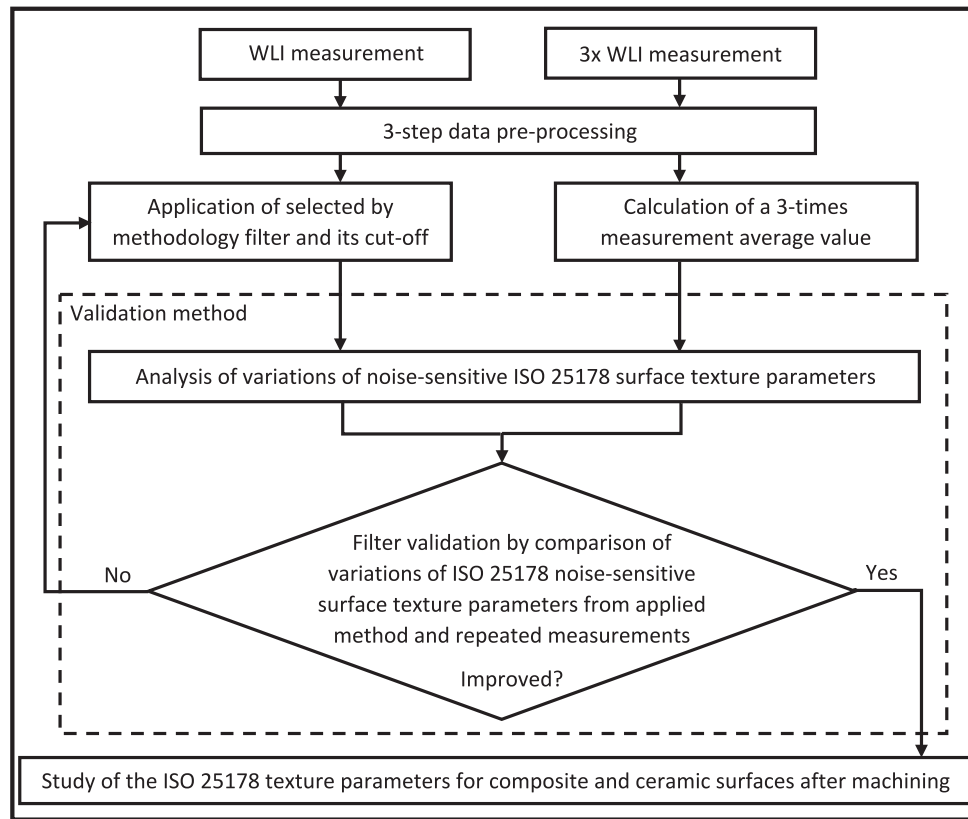 WLI measurement
3x WLI measurement
3-step data pre-processing
Application of selected by
methodology filter and its cut-off
Calculation of a 3-times
measurement average value
Validation method
Analysis of variations of noise-sensitive ISO 25178 surface texture parameters
Filter validation by comparison of
variations of ISO 25178 noise-sensitive
surface texture parameters from applied
method and repeated measurements
Improved?
No
Yes
Study of the ISO 25178 texture parameters for composite and ceramic surfaces after machining